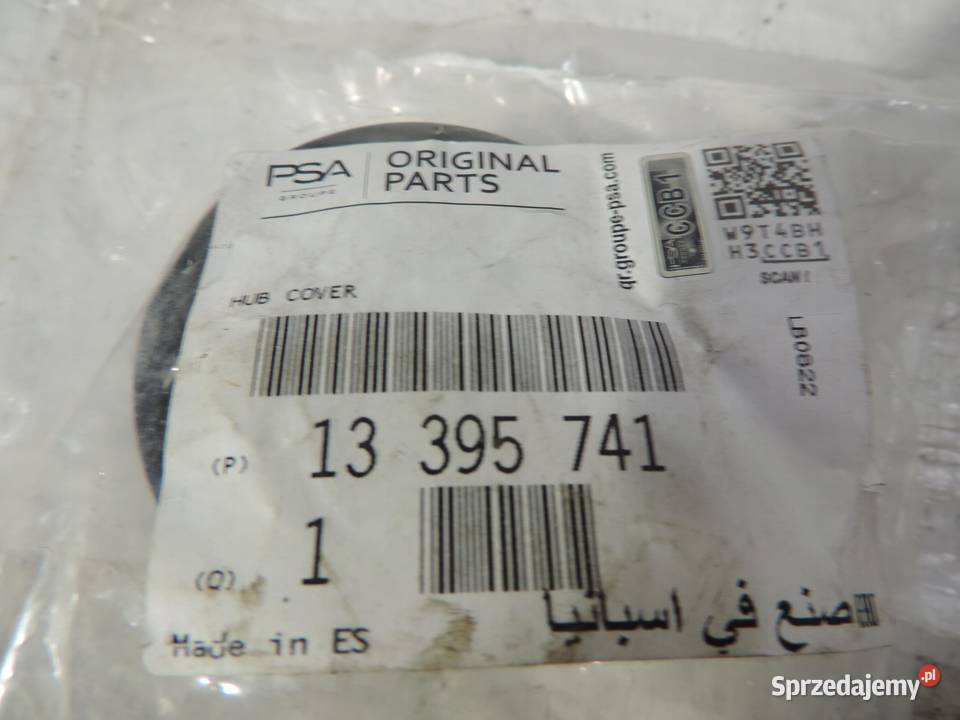 PSA
GROUPE
ORIGINAL
PARTS
qr.groupe-psa.com
PSA
CCB1
W9T4BH
H3CCB1
SCAN!
HUB COVER
LB0822
(P) 13 395 741
(Q) 1
Made in ES
صنع في اسبانيا
Sprzedajemy.pl